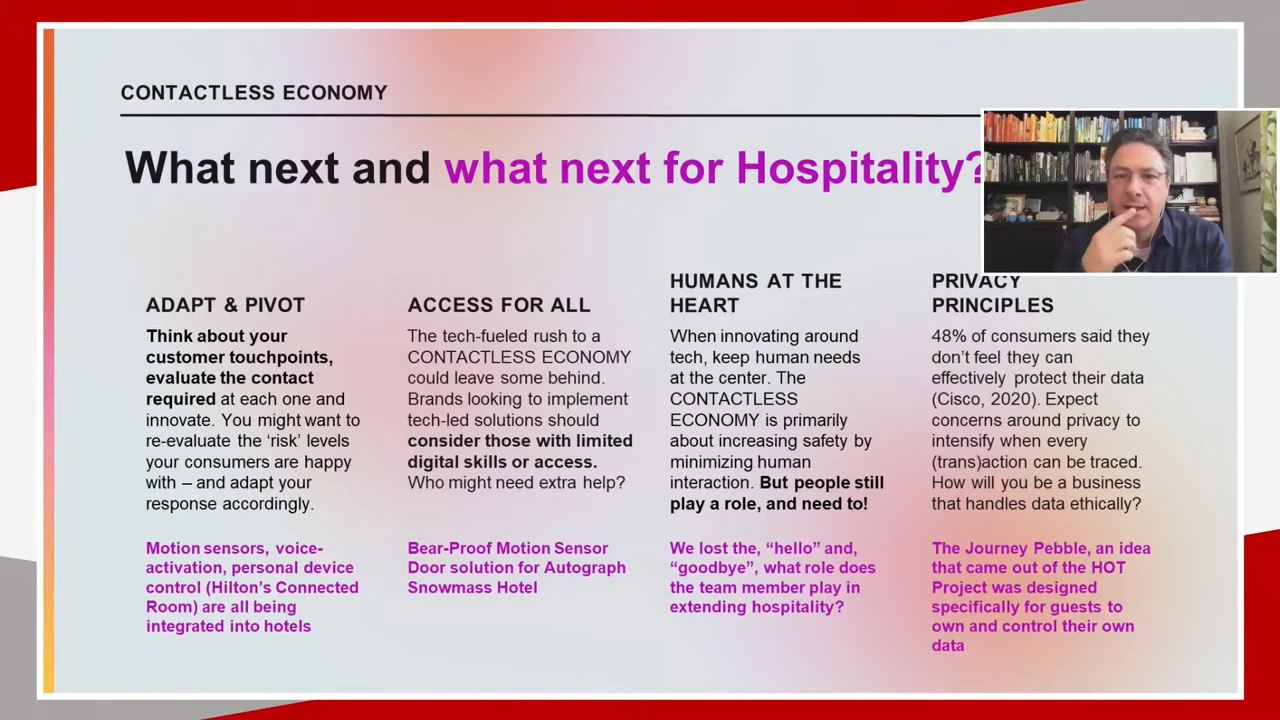 CONTACTLESS ECONOMY
What next and what next for Hospitality?
ADAPT & PIVOT
Think about your
customer touchpoints,
evaluate the contact
required at each one and
innovate. You might want to
re-evaluate the ‘risk’ levels
your consumers are happy
with – and adapt your
response accordingly.
Motion sensors, voice-
activation, personal device
control (Hilton’s Connected
Room) are all being
integrated into hotels
ACCESS FOR ALL
The tech-fueled rush to a
CONTACTLESS ECONOMY
could leave some behind.
Brands looking to implement
tech-led solutions should
consider those with limited
digital skills or access.
Who might need extra help?
Bear-Proof Motion Sensor
Door solution for Autograph
Snowmass Hotel
HUMANS AT THE
HEART
When innovating around
tech, keep human needs
at the center. The
CONTACTLESS
ECONOMY is primarily
about increasing safety by
minimizing human
interaction. But people still
play a role, and need to!
We lost the, “hello” and,
“goodbye”, what role does
the team member play in
extending hospitality?
PRIVACY
PRINCIPLES
48% of consumers said they
don’t feel they can
effectively protect their data
(Cisco, 2020). Expect
concerns around privacy to
intensify when every
(trans)action can be traced.
How will you be a business
that handles data ethically?
The Journey Pebble, an idea
that came out of the HOT
Project was designed
specifically for guests to
own and control their own
data